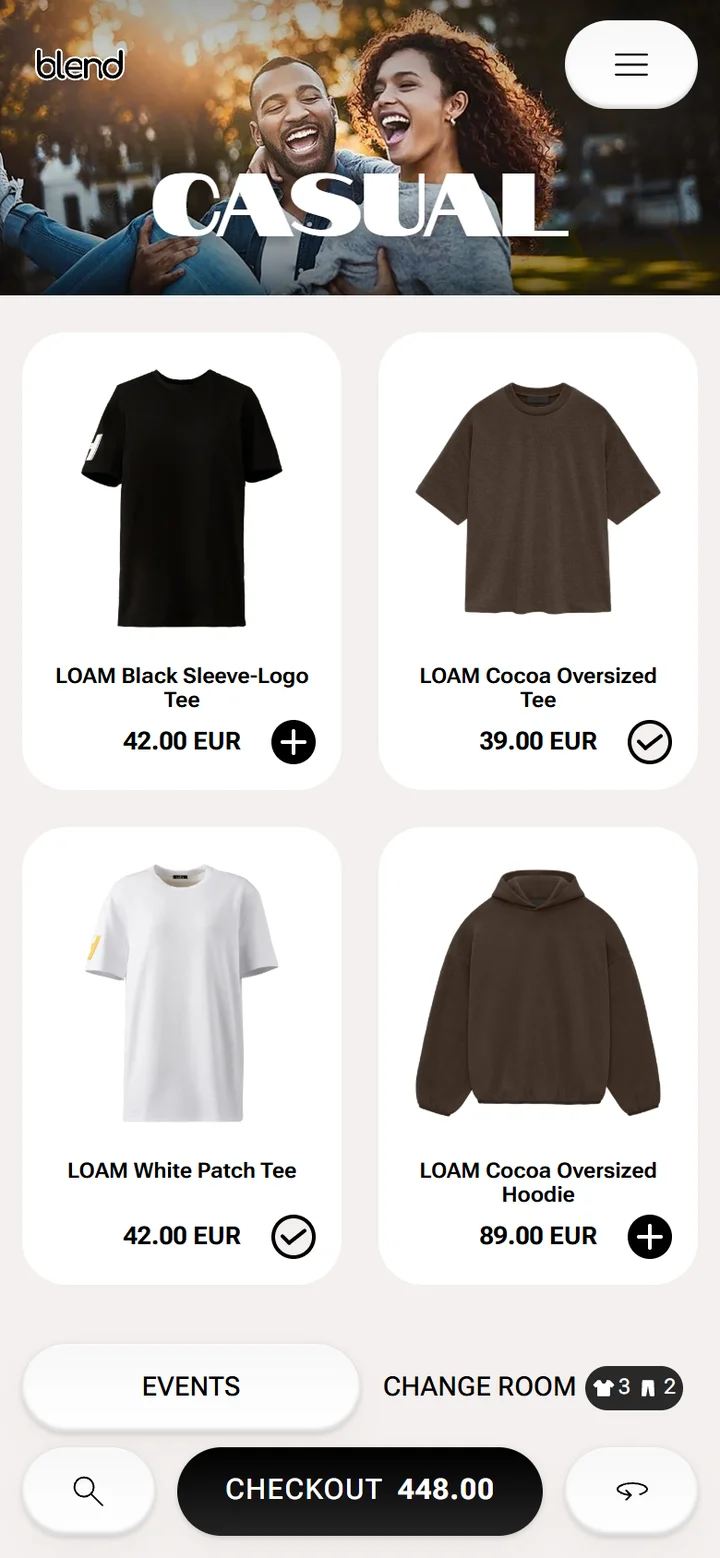 blend
CASUAL
LOAM Black Sleeve-Logo
Tee
42.00 EUR
LOAM Cocoa Oversized
Tee
39.00 EUR
LOAM White Patch Tee
42.00 EUR
LOAM Cocoa Oversized
Hoodie
89.00 EUR
EVENTS
CHANGE ROOM 3 2
CHECKOUT 448.00